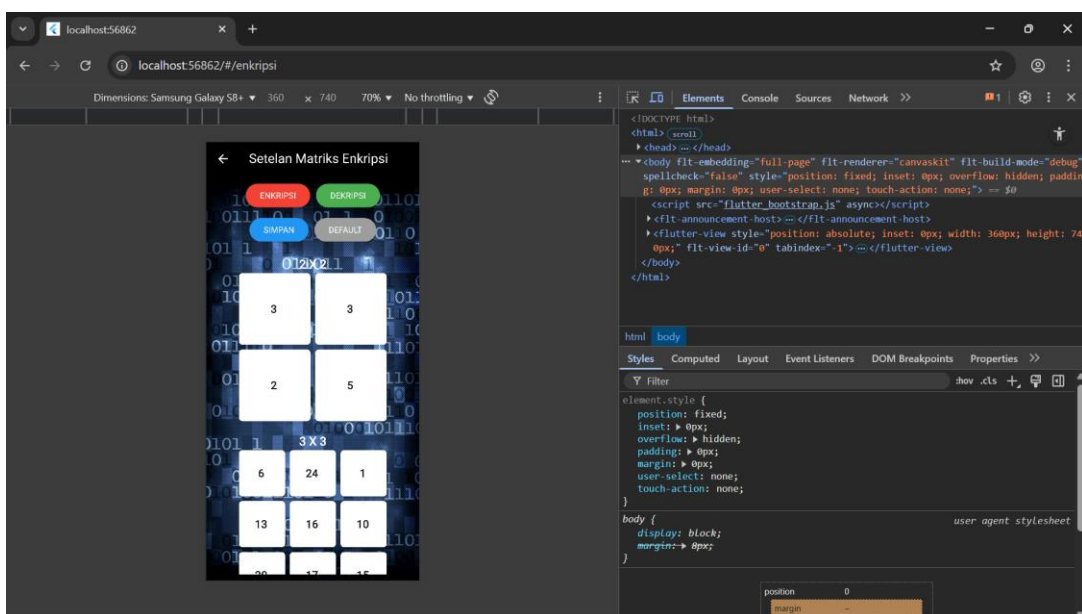 localhost:56862
localhost:56862/#/enkripsi
Dimensions: Samsung Galaxy S8+ ▼ 360 x 740 70% ▼ No throttling ▼
Setelan Matriks Enkripsi
ENKRIPSI DEKRIPSI
SIMPAN DEFAULT
2 X 2
3 3
2 5
3 X 3
6 24 1
13 16 10
20 17 15
Elements Console Sources Network
1
<!DOCTYPE html>
<html> scroll
<head>
<body flt-embedding="full-page" flt-renderer="canvaskit" flt-build-mode="debug"
spellcheck="false" style="position: fixed; inset: 0px; overflow: hidden; paddin
g: 0px; margin: 0px; user-select: none; touch-action: none;"> == $0
<script src="flutter_bootstrap.js" async></script>
<flt-announcement-host>…</flt-announcement-host>
<flutter-view style="position: absolute; inset: 0px; width: 360px; height: 74
0px;" flt-view-id="0" tabindex="-1">…</flutter-view>
</body>
</html>
html body
Styles Computed Layout Event Listeners DOM Breakpoints Properties
Filter :hov .cls
element.style {
position: fixed;
inset: 0px;
overflow: hidden;
padding: 0px;
margin: 0px;
user-select: none;
touch-action: none;
}
body { user agent stylesheet
display: block;
margin: 8px;
}
position 0
margin -